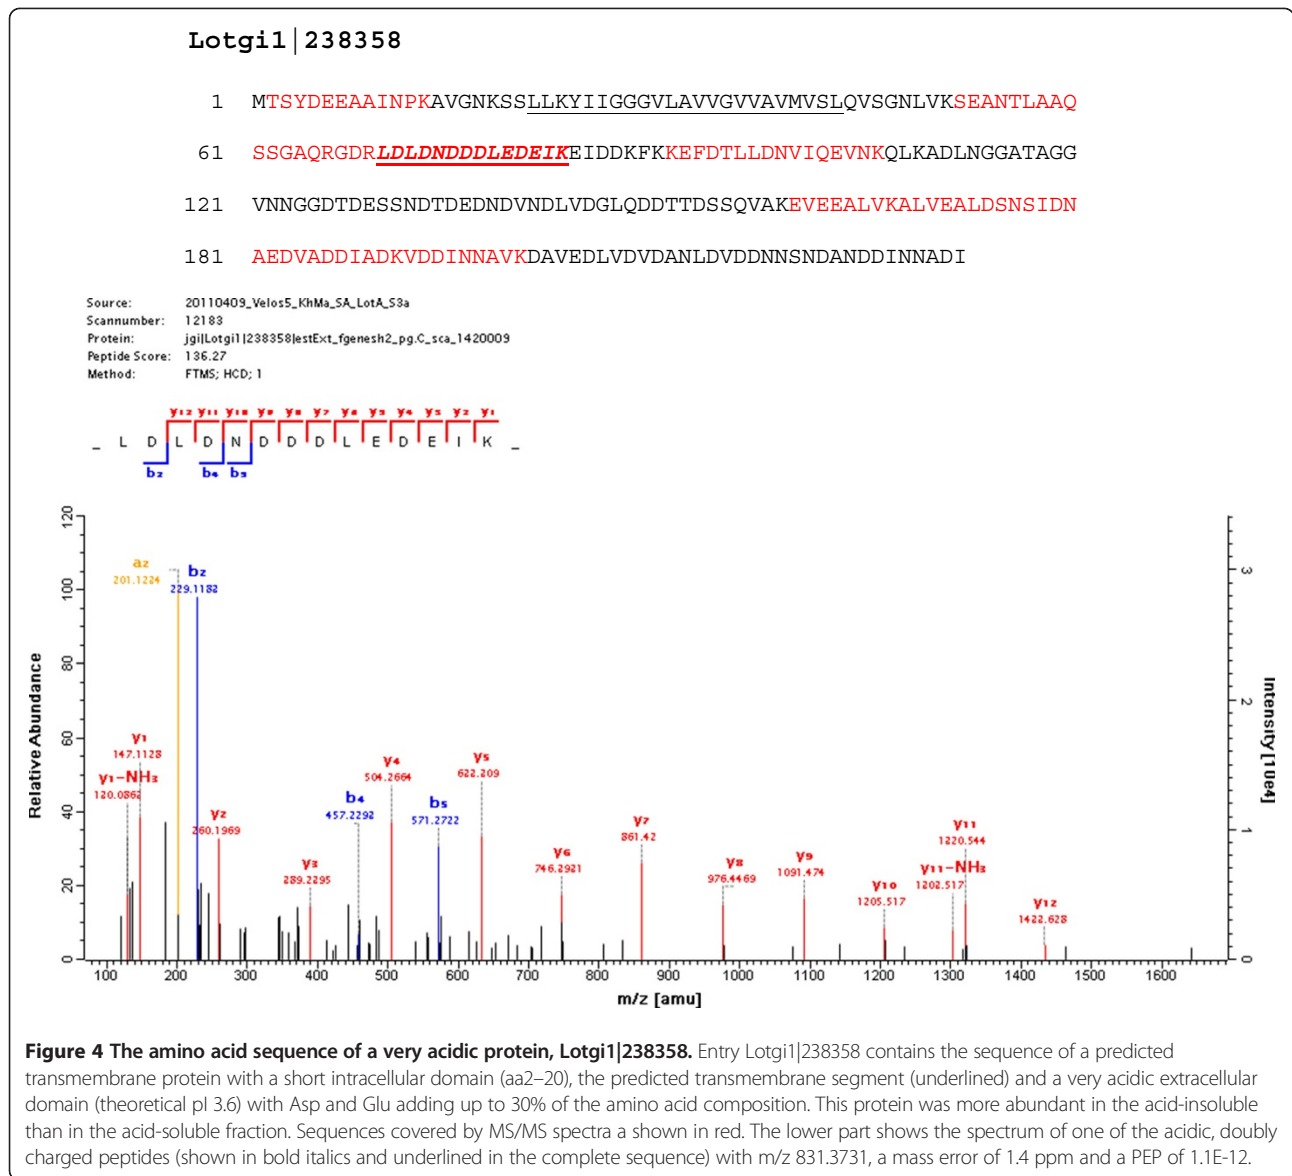 Lotgi1|238358
1 MTSYDEEAAINPKAVGNKSSLLKYIIGGGVLAVVGVVAVMVSLQVSGNLVKSEANTLAAQ
61 SSGAQRGDRLDLDNDDDLEDEIKEIDDKFKKEFDTLLDNVIQEVNKQLKADLNGGATAGG
121 VNNGGDTDESSNDTDEDNDVNDLVDGLQDDTTDSSQVAKEVEEALVKALVEALDSNSIDN
181 AEDVADDIADKVDDINNAVKDAVEDLVDVDANLDVDDNNSNDANDDINNADI
Source: 20110409_Velos5_KhMa_SA_LotA_S3a
Scannumber: 12183
Protein: jgi|Lotgi1|238358|estExt_fgenesh2_pg.C_sca_1420009
Peptide Score: 136.27
Method: FTMS; HCD; 1
y12 y11 y10 y9 y8 y7 y6 y5 y4 y3 y2 y1
_ L D L D N D D D L E D E I K _
b2 b4 b5
120
100
80
60
40
20
0
Relative Abundance
3
2
1
0
Intensity [10e4]
a2
201.1224
b2
229.1182
y1
147.1128
y1-NH3
120.0862
y2
260.1969
y3
289.2295
b4
457.2292
y4
504.2664
b5
571.2722
y5
622.209
y6
746.2921
y7
861.42
y8
976.4469
y9
1091.474
y10
1205.517
y11-NH3
1202.517
y11
1220.544
y12
1422.628
100 200 300 400 500 600 700 800 900 1000 1100 1200 1300 1400 1500 1600
m/z [amu]
Figure 4 The amino acid sequence of a very acidic protein, Lotgi1|238358. Entry Lotgi1|238358 contains the sequence of a predicted
transmembrane protein with a short intracellular domain (aa2–20), the predicted transmembrane segment (underlined) and a very acidic extracellular
domain (theoretical pI 3.6) with Asp and Glu adding up to 30% of the amino acid composition. This protein was more abundant in the acid-insoluble
than in the acid-soluble fraction. Sequences covered by MS/MS spectra a shown in red. The lower part shows the spectrum of one of the acidic, doubly
charged peptides (shown in bold italics and underlined in the complete sequence) with m/z 831.3731, a mass error of 1.4 ppm and a PEP of 1.1E-12.